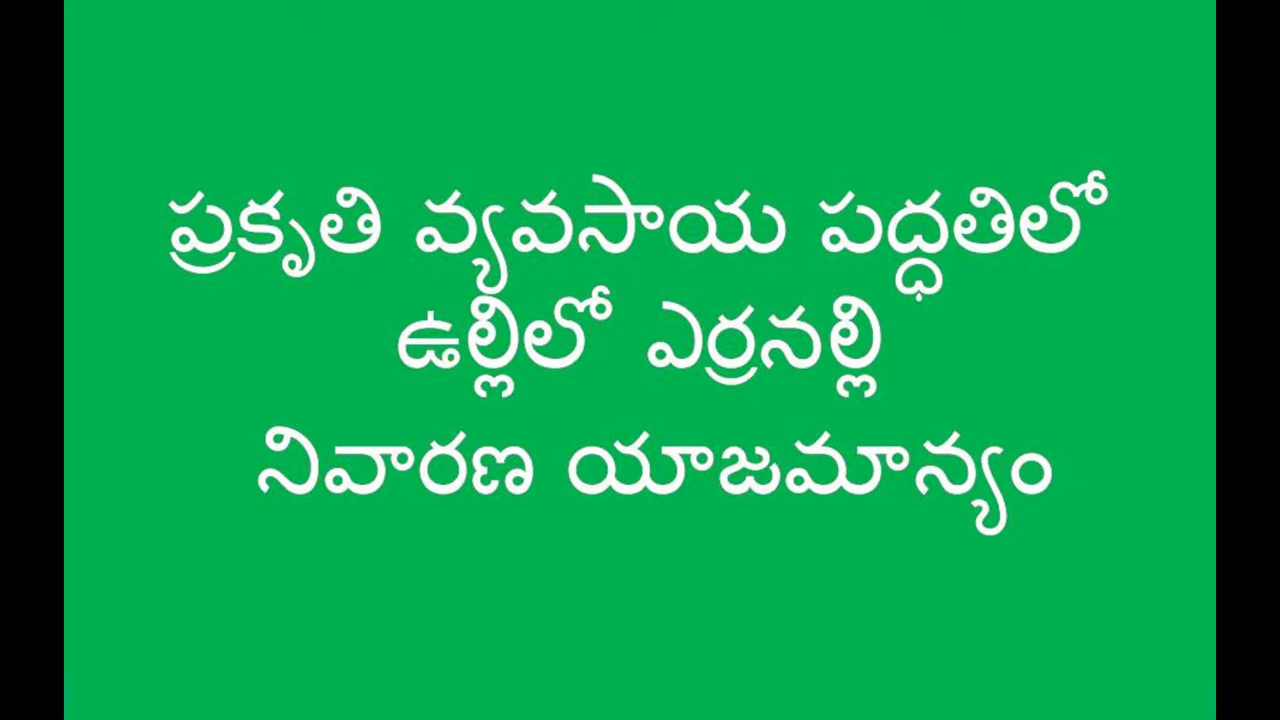 ప్రకృతి వ్యవసాయ పద్ధతిలో
ఉల్లిలో ఎర్రనల్లి
నివారణ యాజమాన్యం